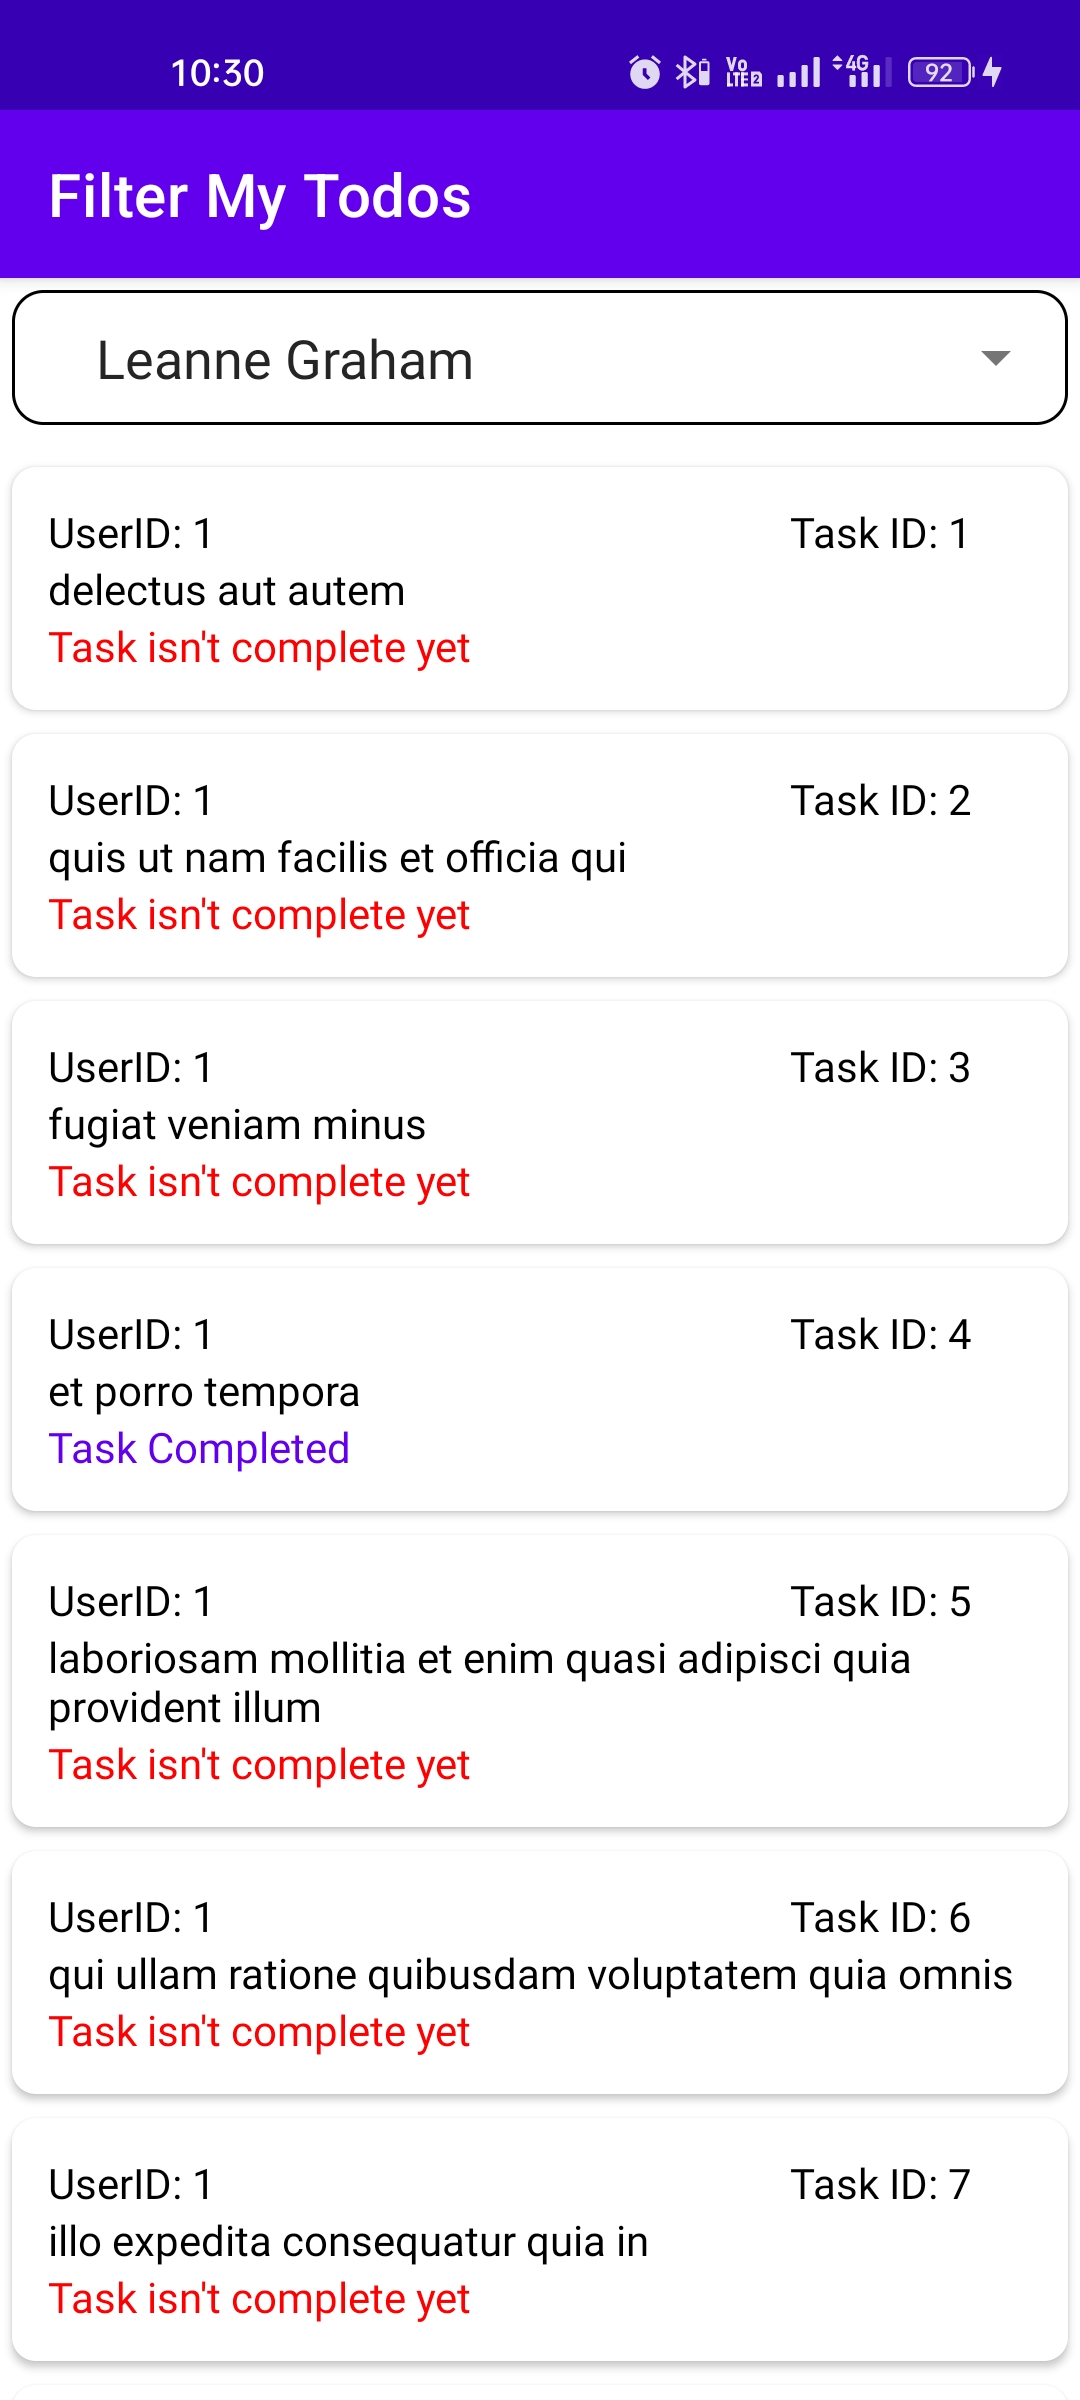 10:30
Vo
LTE 2
4G
92
Filter My Todos
Leanne Graham
UserID: 1 Task ID: 1
delectus aut autem
Task isn't complete yet
UserID: 1 Task ID: 2
quis ut nam facilis et officia qui
Task isn't complete yet
UserID: 1 Task ID: 3
fugiat veniam minus
Task isn't complete yet
UserID: 1 Task ID: 4
et porro tempora
Task Completed
UserID: 1 Task ID: 5
laboriosam mollitia et enim quasi adipisci quia
provident illum
Task isn't complete yet
UserID: 1 Task ID: 6
qui ullam ratione quibusdam voluptatem quia omnis
Task isn't complete yet
UserID: 1 Task ID: 7
illo expedita consequatur quia in
Task isn't complete yet